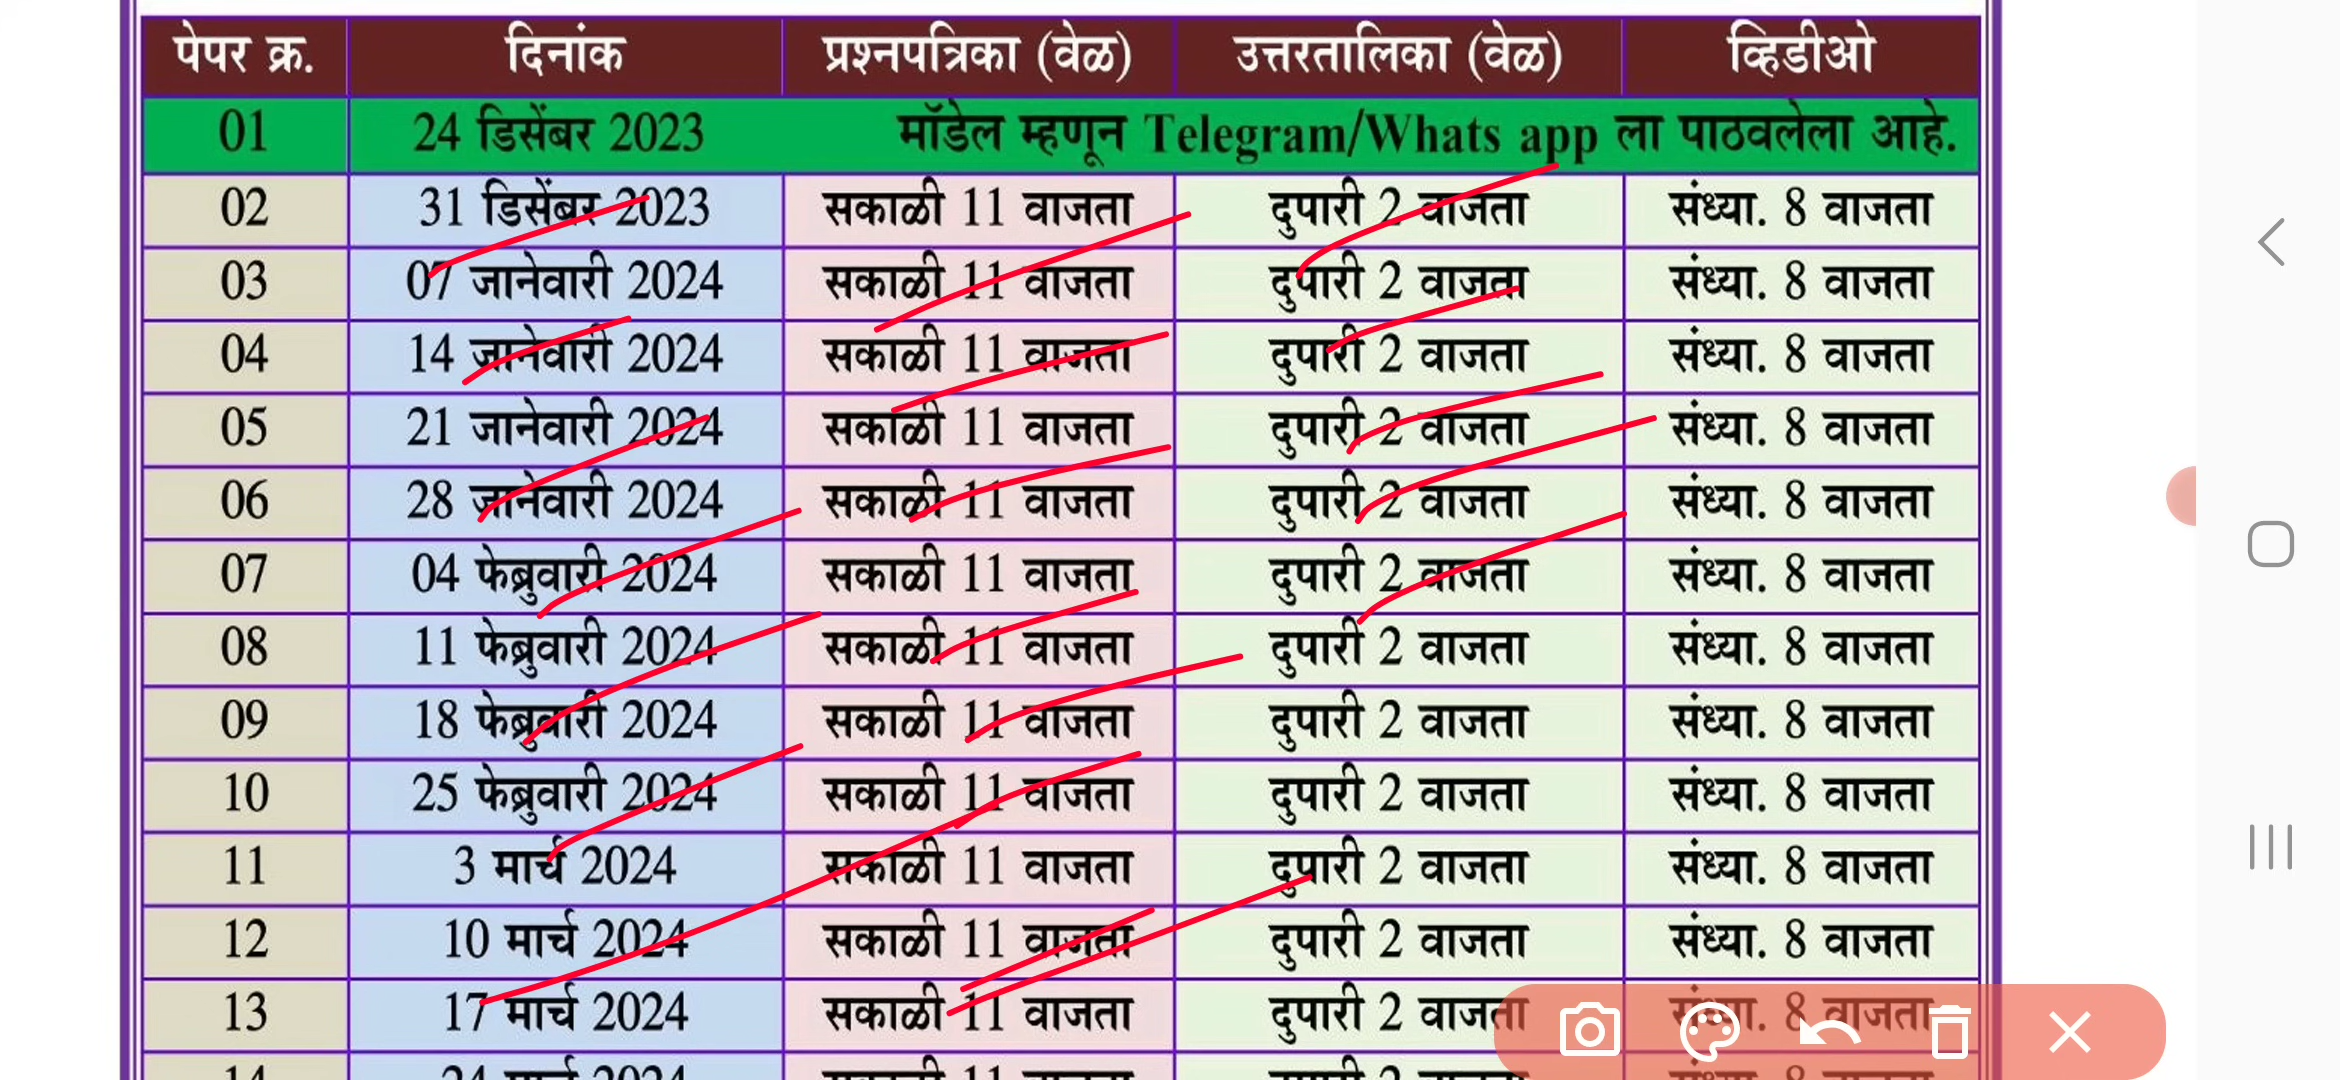 पेपर क्र. दिनांक प्रश्नपत्रिका (वेळ) उत्तरतालिका (वेळ) व्हिडीओ
01 24 डिसेंबर 2023 मॉडेल म्हणून Telegram/Whats app ला पाठवलेला आहे.
02 31 डिसेंबर 2023 सकाळी 11 वाजता दुपारी 2 वाजता संध्या. 8 वाजता
03 07 जानेवारी 2024 सकाळी 11 वाजता दुपारी 2 वाजता संध्या. 8 वाजता
04 14 जानेवारी 2024 सकाळी 11 वाजता दुपारी 2 वाजता संध्या. 8 वाजता
05 21 जानेवारी 2024 सकाळी 11 वाजता दुपारी 2 वाजता संध्या. 8 वाजता
06 28 जानेवारी 2024 सकाळी 11 वाजता दुपारी 2 वाजता संध्या. 8 वाजता
07 04 फेब्रुवारी 2024 सकाळी 11 वाजता दुपारी 2 वाजता संध्या. 8 वाजता
08 11 फेब्रुवारी 2024 सकाळी 11 वाजता दुपारी 2 वाजता संध्या. 8 वाजता
09 18 फेब्रुवारी 2024 सकाळी 11 वाजता दुपारी 2 वाजता संध्या. 8 वाजता
10 25 फेब्रुवारी 2024 सकाळी 11 वाजता दुपारी 2 वाजता संध्या. 8 वाजता
11 3 मार्च 2024 सकाळी 11 वाजता दुपारी 2 वाजता संध्या. 8 वाजता
12 10 मार्च 2024 सकाळी 11 वाजता दुपारी 2 वाजता संध्या. 8 वाजता
13 17 मार्च 2024 सकाळी 11 वाजता दुपारी 2 वाजता संध्या. 8 वाजता